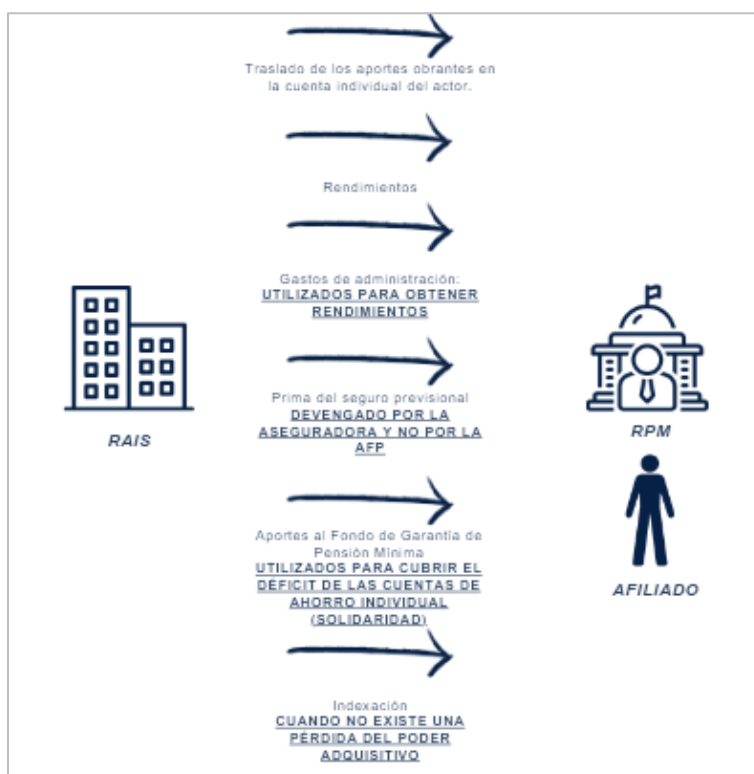 Traslado de los aportes obrantes en
la cuenta individual del actor.
Rendimientos
Gastos de administración:
UTILIZADOS PARA OBTENER
RENDIMIENTOS
Prima del seguro previsional
DEVENGADO POR LA
ASEGURADORA Y NO POR LA
AFP
Aportes al Fondo de Garantía de
Pensión Mínima
UTILIZADOS PARA CUBRIR EL
DÉFICIT DE LAS CUENTAS DE
AHORRO INDIVIDUAL
(SOLIDARIDAD)
Indexación
CUANDO NO EXISTE UNA
PÉRDIDA DEL PODER
ADQUISITIVO
RAIS
RPM
AFILIADO